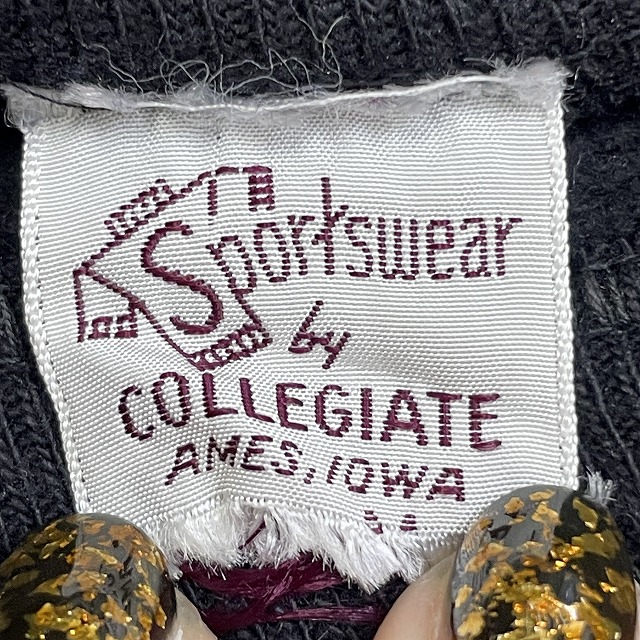 Sportswear
by
COLLEGIATE
AMES, IOWA